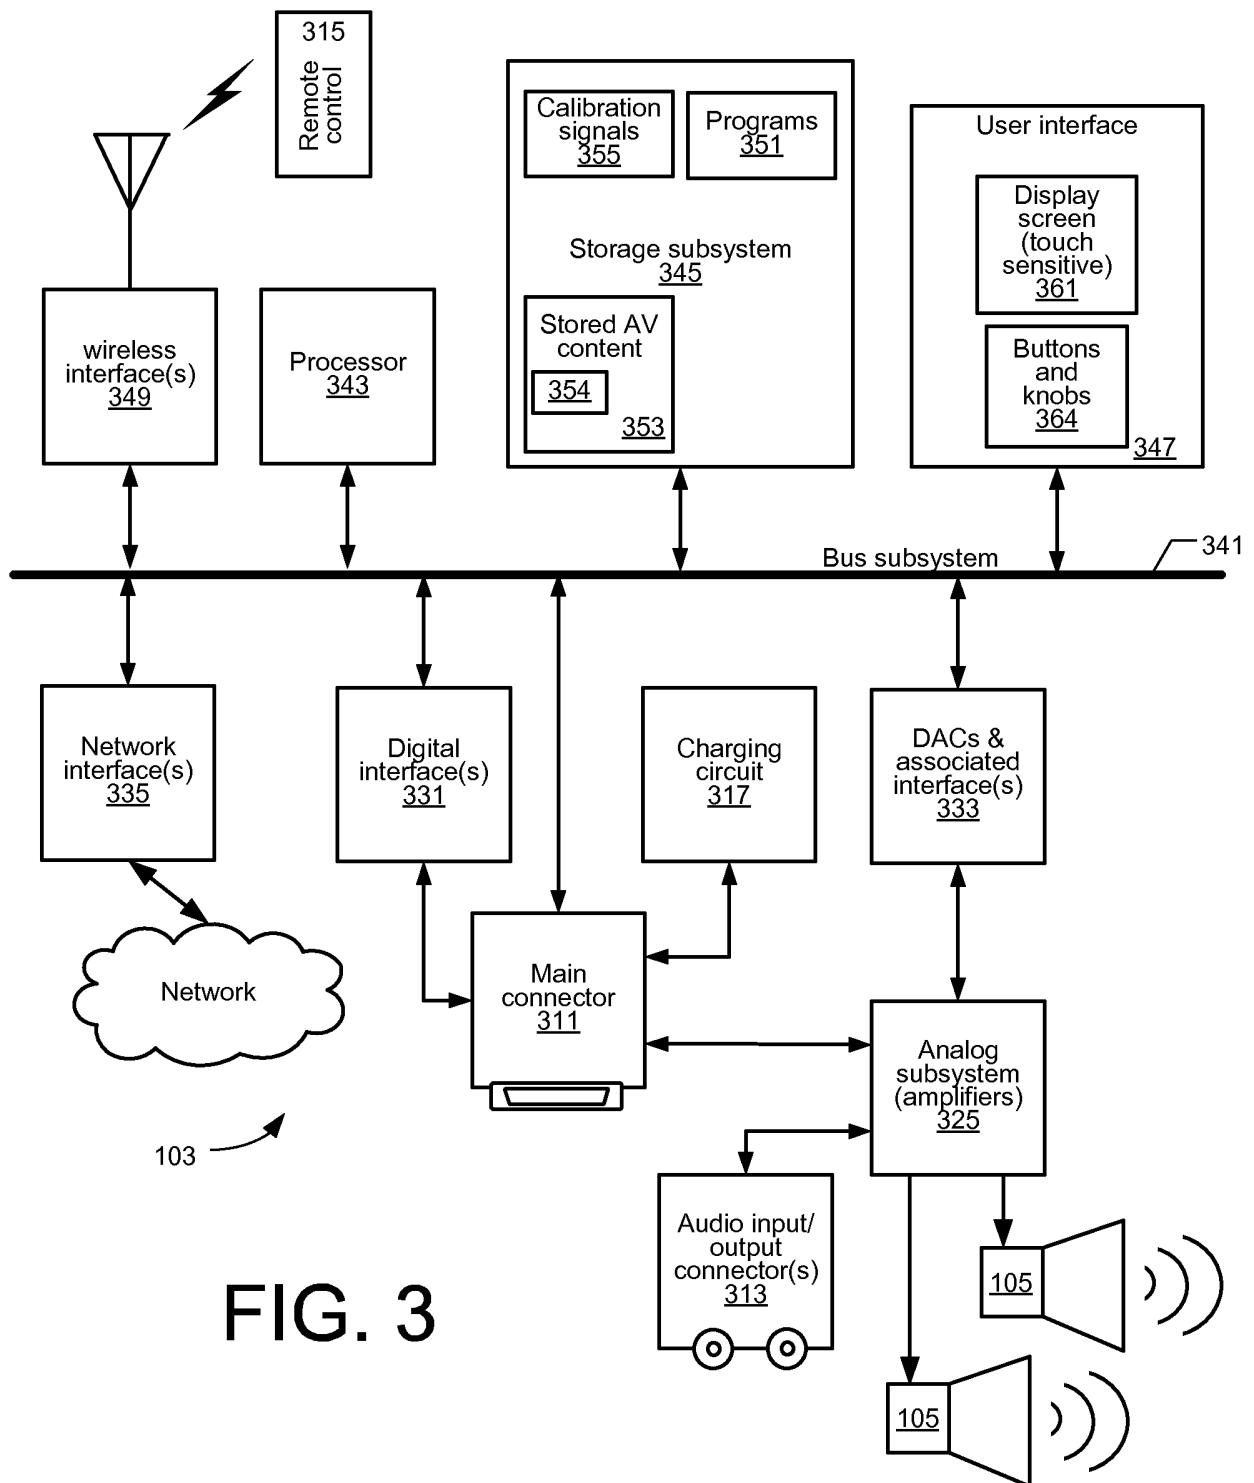 315
Remote
control
Calibration
signals
355
Programs
351
Storage subsystem
345
Stored AV
content
354
353
User interface
Display
screen
(touch
sensitive)
361
Buttons
and
knobs
364
347
wireless
interface(s)
349
Processor
343
Bus subsystem
341
Network
interface(s)
335
Digital
interface(s)
331
Charging
circuit
317
DACs &
associated
interface(s)
333
Network
Main
connector
311
Analog
subsystem
(amplifiers)
325
103
Audio input/
output
connector(s)
313
105
105
FIG. 3